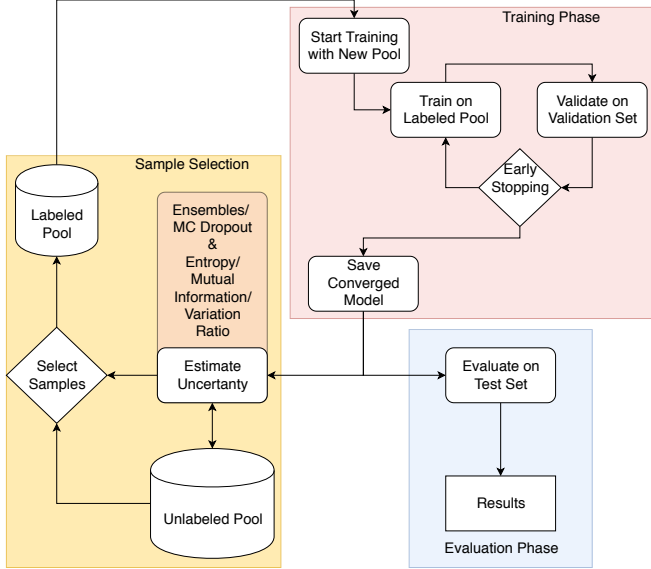 Training Phase
Start Training
with New Pool
Train on
Labeled Pool
Validate on
Validation Set
Early
Stopping
Save
Converged
Model
Sample Selection
Labeled
Pool
Ensembles/
MC Dropout
&
Entropy/
Mutual
Information/
Variation
Ratio
Select
Samples
Estimate
Uncertanty
Unlabeled Pool
Evaluate on
Test Set
Results
Evaluation Phase